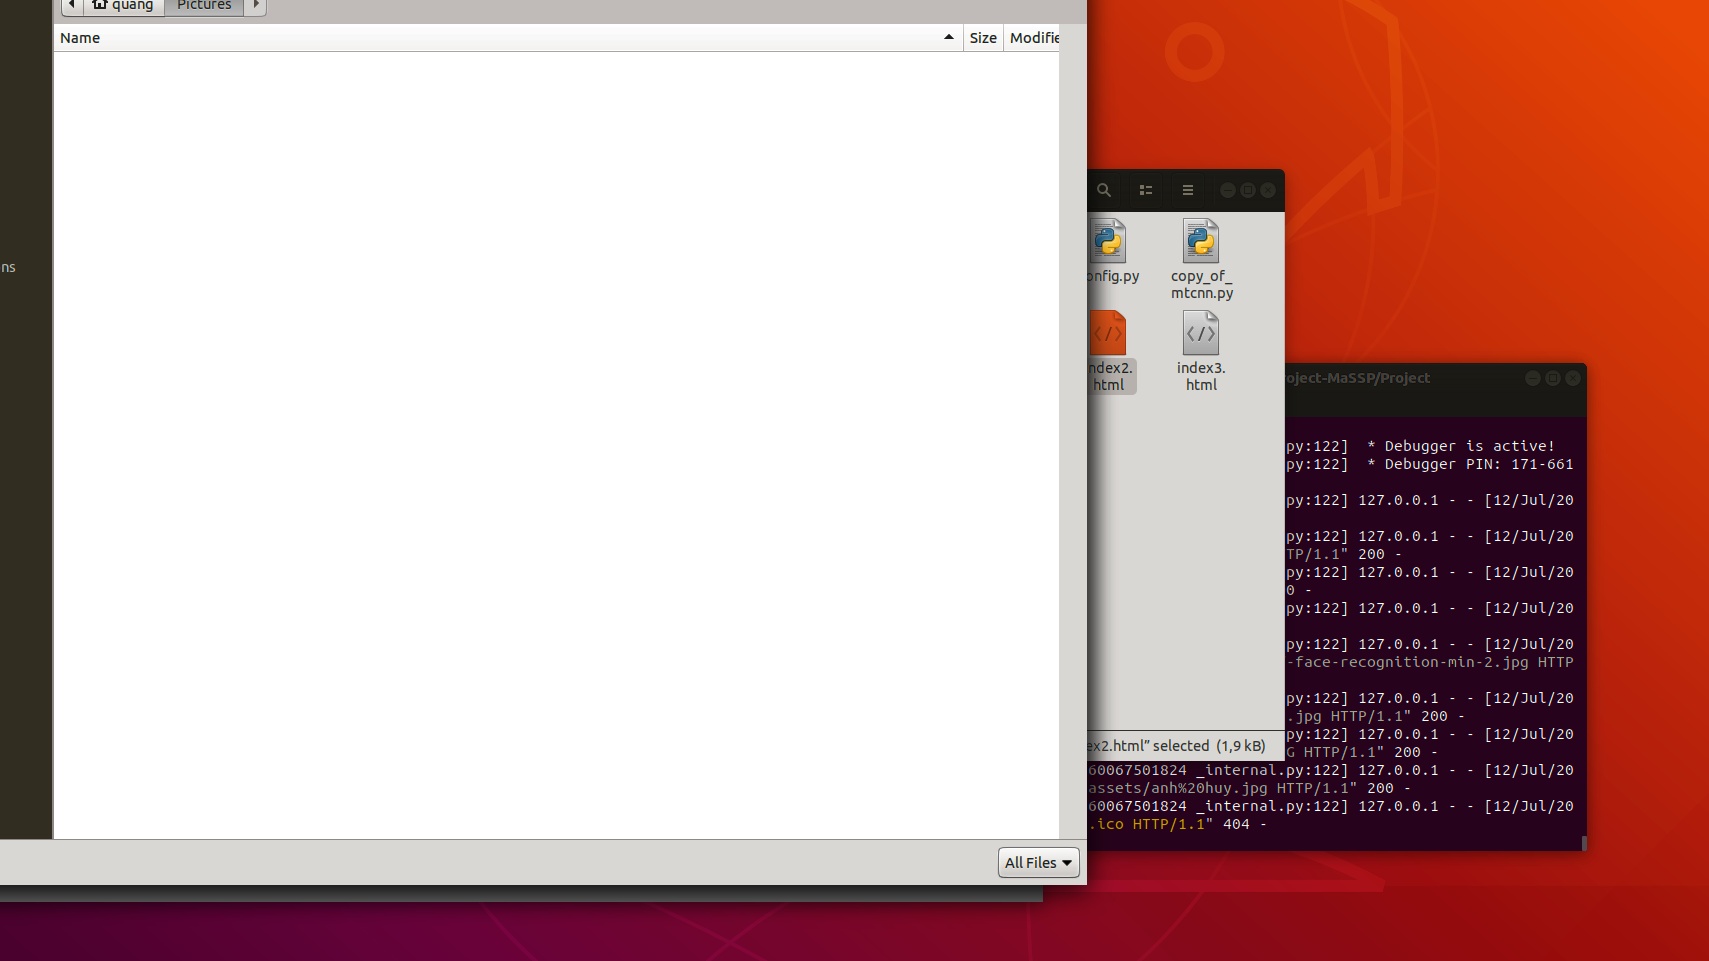 quang
Pictures
Name
Size
Modifie
ns
onfig.py
copy_of_
mtcnn.py
ndex2.
html
index3.
html
ex2.html” selected (1,9 kB)
All Files
oject-MaSSP/Project
py:122]  * Debugger is active!
py:122]  * Debugger PIN: 171-661
py:122] 127.0.0.1 - - [12/Jul/20
py:122] 127.0.0.1 - - [12/Jul/20
TP/1.1" 200 -
py:122] 127.0.0.1 - - [12/Jul/20
0 -
py:122] 127.0.0.1 - - [12/Jul/20
py:122] 127.0.0.1 - - [12/Jul/20
-face-recognition-min-2.jpg HTTP
py:122] 127.0.0.1 - - [12/Jul/20
.jpg HTTP/1.1" 200 -
py:122] 127.0.0.1 - - [12/Jul/20
G HTTP/1.1" 200 -
60067501824 _internal.py:122] 127.0.0.1 - - [12/Jul/20
assets/anh%20huy.jpg HTTP/1.1" 200 -
60067501824 _internal.py:122] 127.0.0.1 - - [12/Jul/20
.ico HTTP/1.1" 404 -